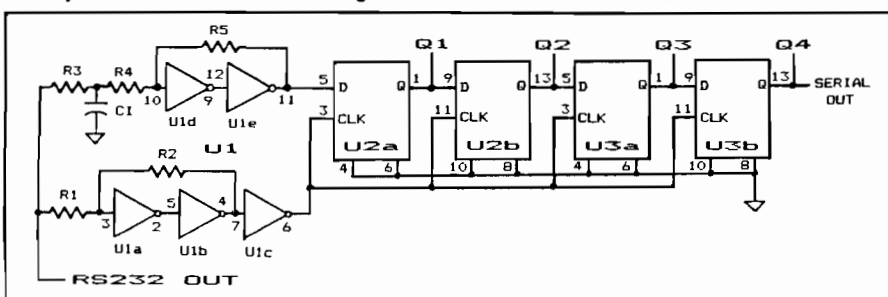 R5
Q1 Q2 Q3 Q4
R3 R4
12
10 9 11
CI
U1d U1e
U1
5 D Q 1 9 D Q 13 5 D Q 1 9 D Q 13
SERIAL
OUT
3 CLK 11 CLK 3 CLK 11 CLK
U2a U2b U3a U3b
4 6 10 8 4 6 10 8
R2
R1
3 2 5 4 7 6
U1a U1b U1c
RS232 OUT